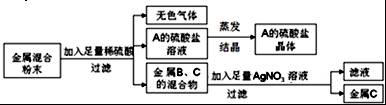 金属混合
粉末
加入足量稀硫酸
过滤
无色气体
A的硫酸盐
溶液
蒸发
结晶
A的硫酸盐
晶体
金属B、C
的混合物
加入足量AgNO₃溶液
过滤
滤液
金属C